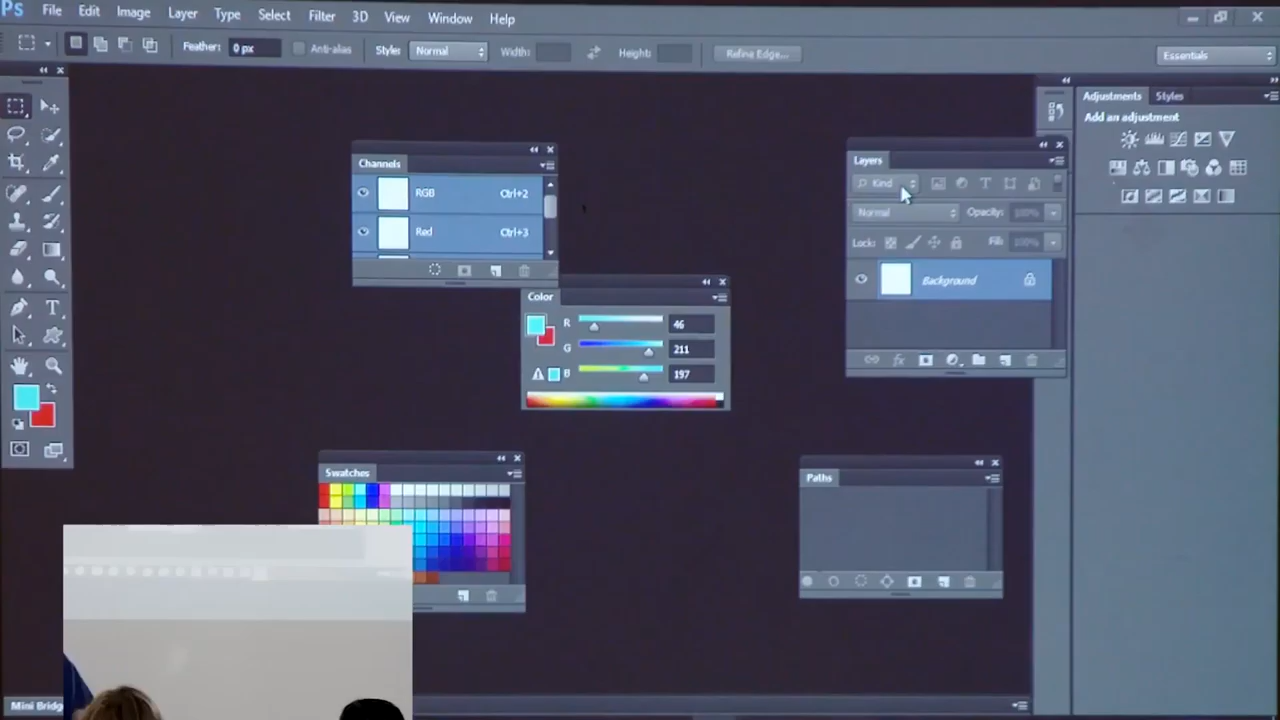 Ps File Edit Image Layer Type Select Filter 3D View Window Help
Feather: 0 px Anti-alias Style: Normal Width: Height: Refine Edge... Essentials
Adjustments Styles
Add an adjustment
Channels
RGB Ctrl+2
Red Ctrl+3
Layers
Kind
Normal Opacity: 100%
Lock: Fill: 100%
Background
Color
R 46
G 211
B 197
Swatches
Paths
Mini Bridg